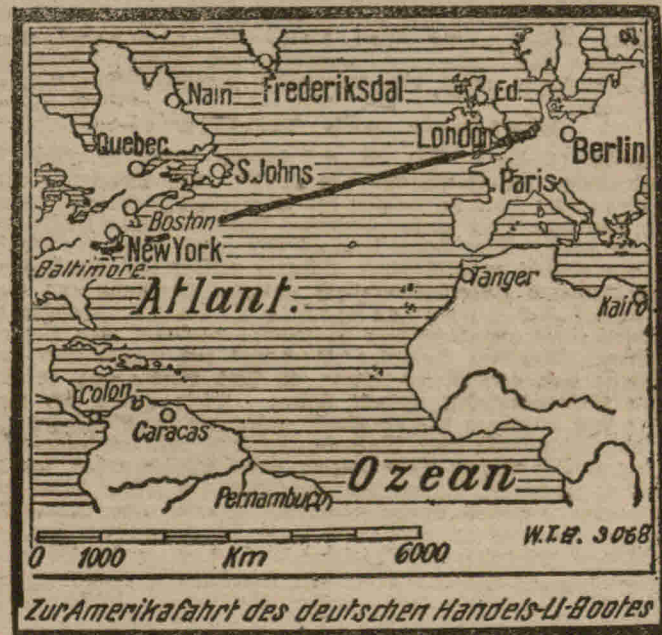 Nain
Frederiksdal
Ed.
Quebec
London
Berlin
S.Johns
Paris
Boston
New York
Baltimore
Atlant.
Tanger
Kairo
Colon
Caracas
Ozean
Pernambuco
0 1000 Km 6000
W.T.B. 3068
Zur Amerikafahrt des deutschen Handels-U-Bootes